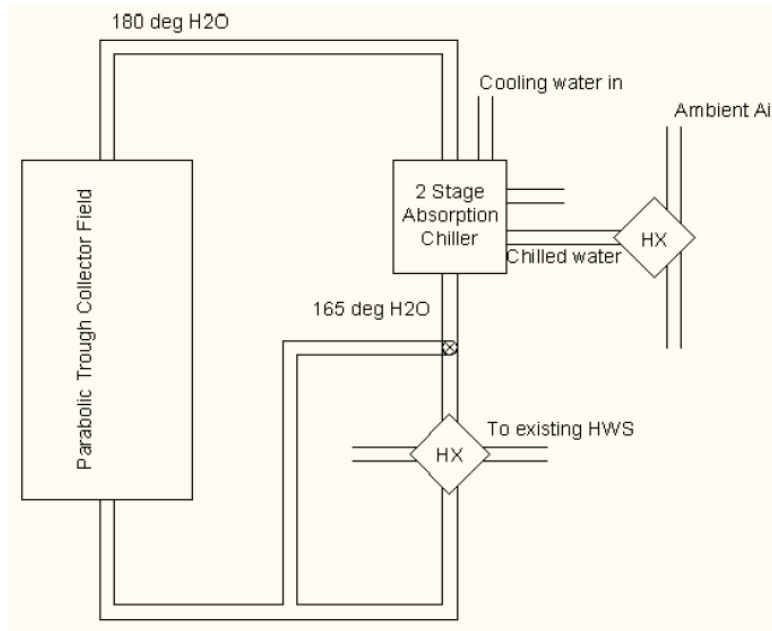 180 deg H2O
Cooling water in
Ambient Ai
Parabolic Trough Collector Field
2 Stage
Absorption
Chiller
HX
Chilled water
165 deg H2O
To existing HWS
HX